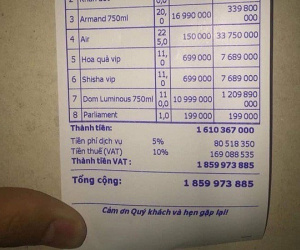 3 Armand 750ml 20,0 16 990 000 339 800 000
4 Air 225,0 150 000 33 750 000
5 Hoa quả vip 11,0 699 000 7 689 000
6 Shisha vip 11,0 699 000 7 689 000
7 Dom Luminous 750ml 110,0 10 999 000 1 209 890 000
8 Parliament 1,0 199 000 199 000
Thành tiền: 1 610 367 000
Tiền phí dịch vụ 5% 80 518 350
Tiền thuế (VAT) 10% 169 088 535
Thành tiền VAT : 1 859 973 885
Tổng cộng: 1 859 973 885
Cảm ơn Quý khách và hẹn gặp lại!